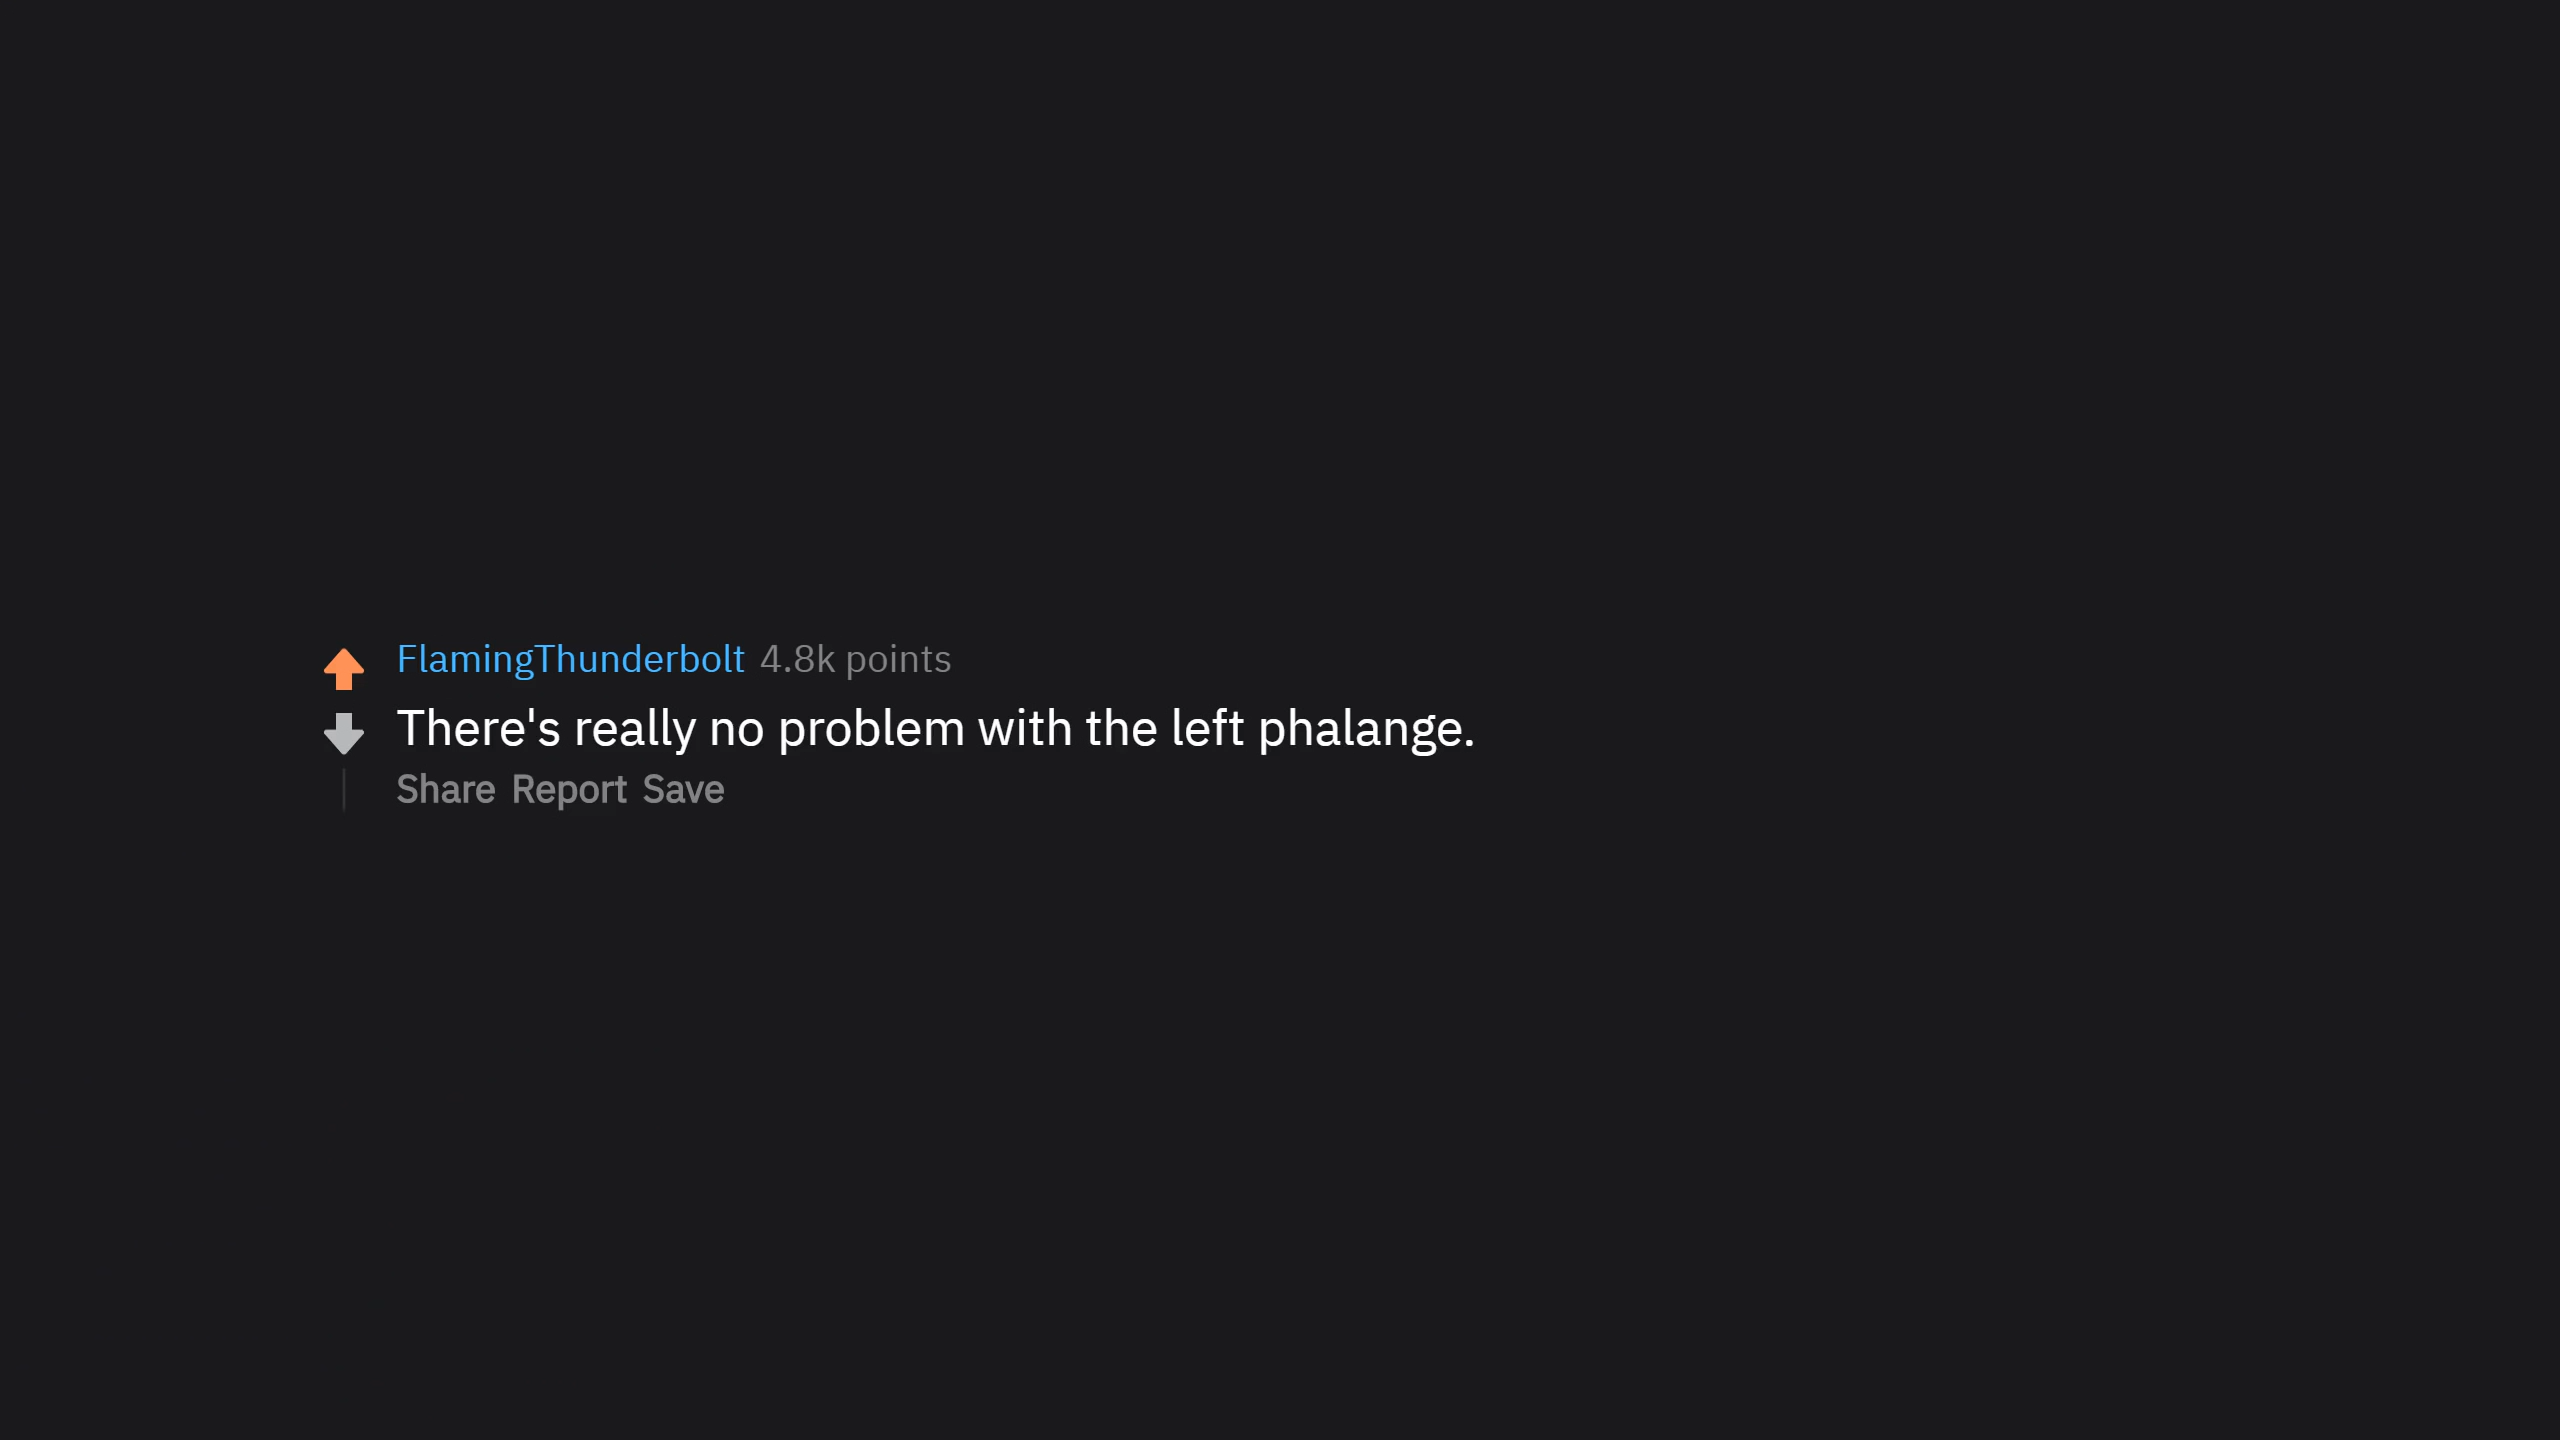 FlamingThunderbolt 4.8k points
There's really no problem with the left phalange.
Share Report Save